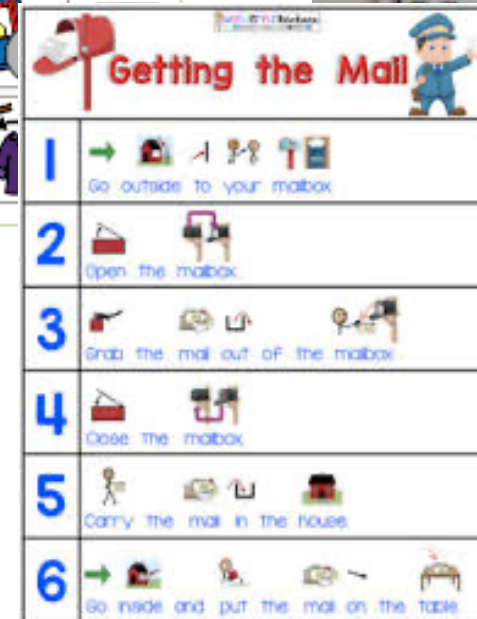 Getting the Mail
1
Go outside to your mailbox
2
Open the mailbox
3
Grab the mail out of the mailbox
4
Close the mailbox
5
Carry the mail in the house.
6
Go inside and put the mail on the table